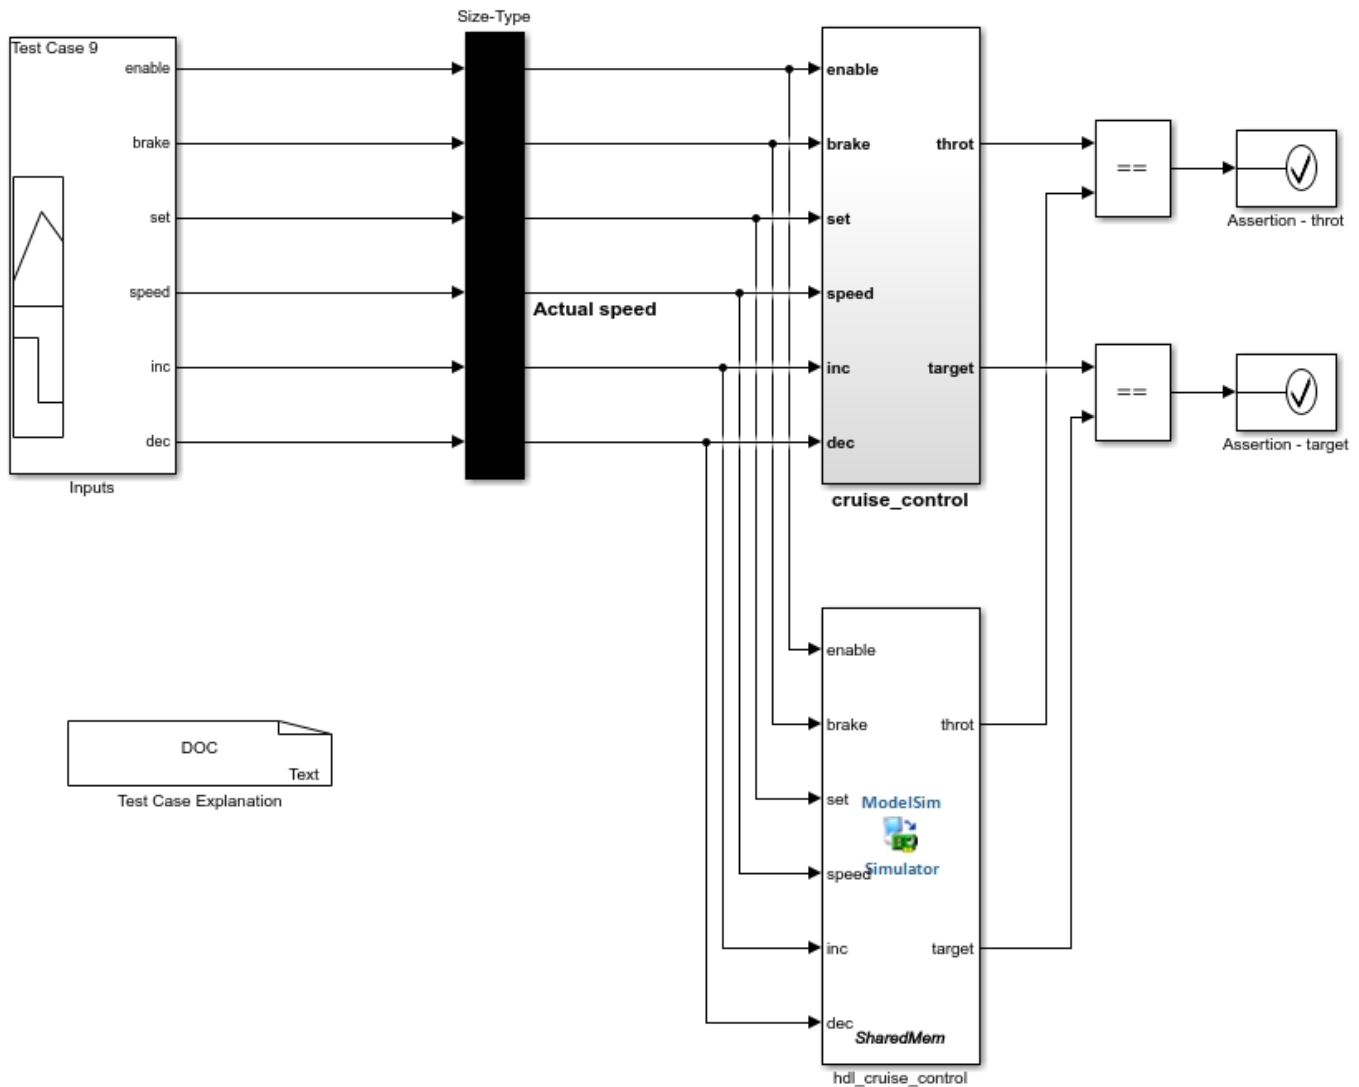 Size-Type
Test Case 9
enable
brake
set
speed
inc
dec
Inputs
Actual speed
enable
brake
set
speed
inc
dec
throt
target
cruise_control
==
Assertion - throt
==
Assertion - target
DOC
Text
Test Case Explanation
enable
brake
set
speed
inc
dec
throt
target
ModelSim
Simulator
SharedMem
hdl_cruise_control